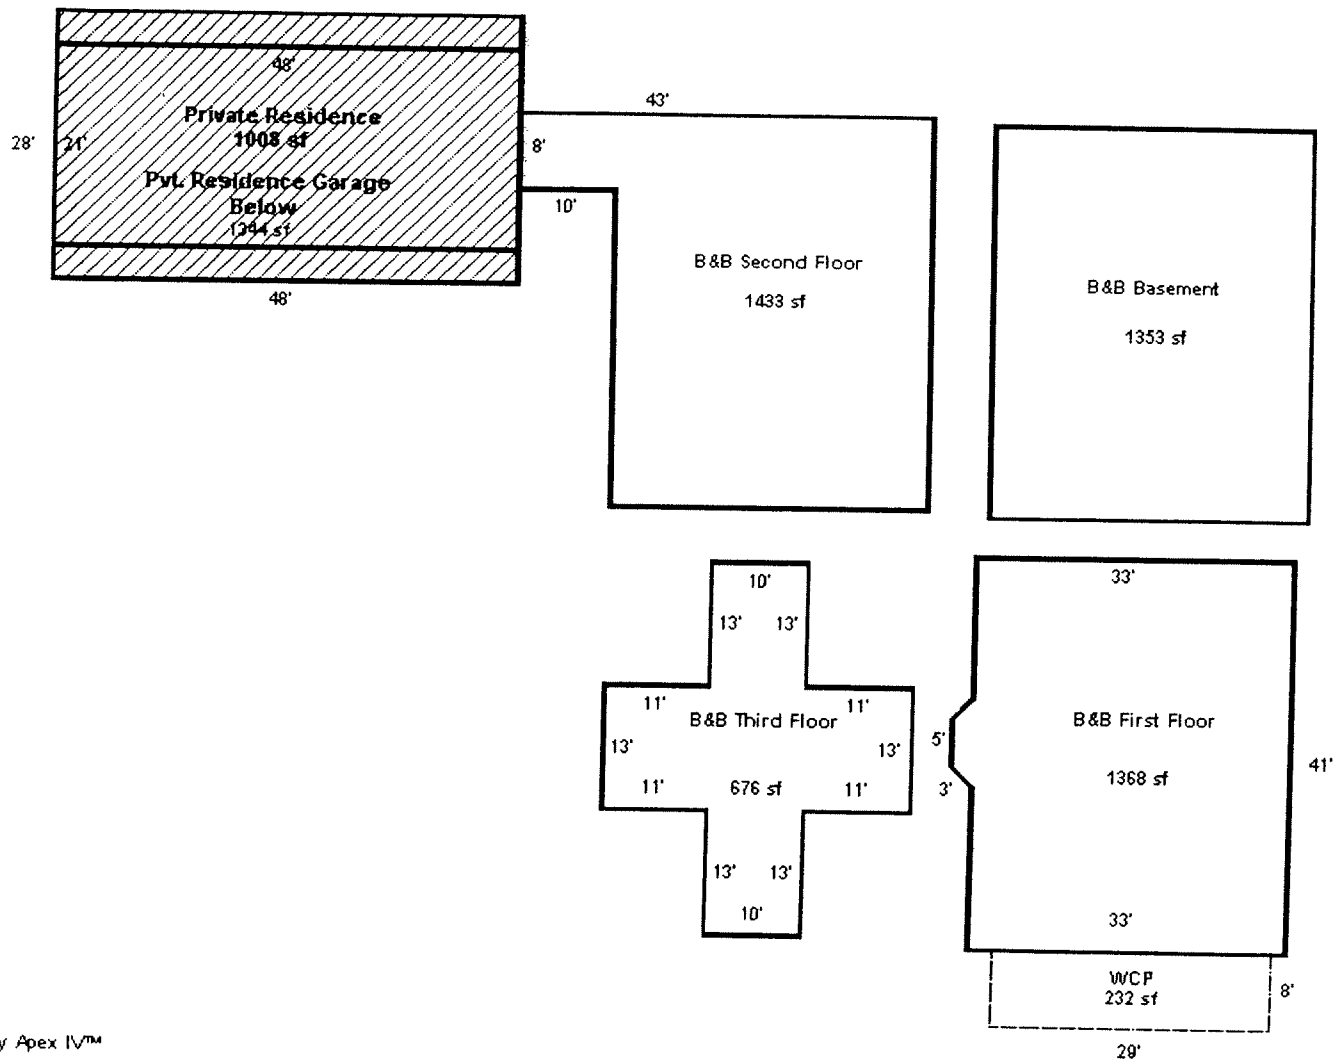 48'
Private Residence
1008 sf
28'
21'
8'
Pvt. Residence Garage
Below
1344 sf
48'
43'
10'
B&B Second Floor
1433 sf
B&B Basement
1353 sf
10'
13'
13'
11'
11'
B&B Third Floor
13'
13'
11'
676 sf
11'
13'
13'
10'
33'
B&B First Floor
5'
1368 sf
41'
3'
33'
WCP
232 sf
8'
29'
y Apex IV™